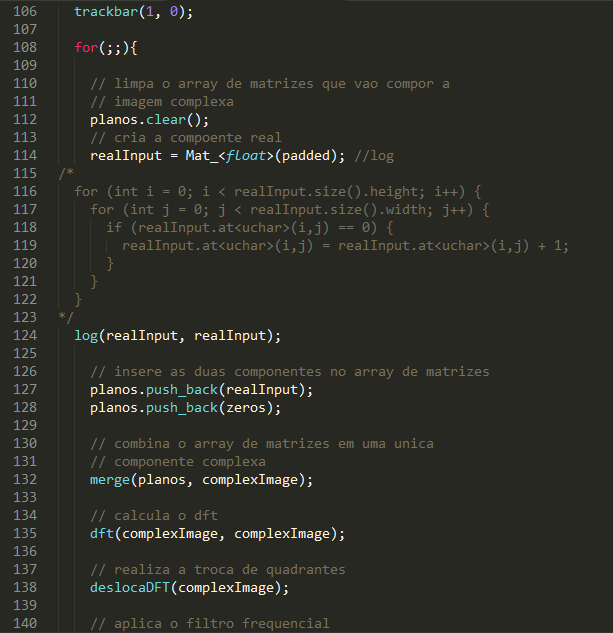 106 trackbar(1, 0);
107
108 for(;;){
109
110 // limpa o array de matrizes que vao compor a
111 // imagem complexa
112 planos.clear();
113 // cria a compoente real
114 realInput = Mat_<float>(padded); //log
115 /*
116 for (int i = 0; i < realInput.size().height; i++) {
117 for (int j = 0; j < realInput.size().width; j++) {
118 if (realInput.at<uchar>(i,j) == 0) {
119 realInput.at<uchar>(i,j) = realInput.at<uchar>(i,j) + 1;
120 }
121 }
122 }
123 */
124 log(realInput, realInput);
125
126 // insere as duas componentes no array de matrizes
127 planos.push_back(realInput);
128 planos.push_back(zeros);
129
130 // combina o array de matrizes em uma unica
131 // componente complexa
132 merge(planos, complexImage);
133
134 // calcula o dft
135 dft(complexImage, complexImage);
136
137 // realiza a troca de quadrantes
138 deslocaDFT(complexImage);
139
140 // aplica o filtro frequencial